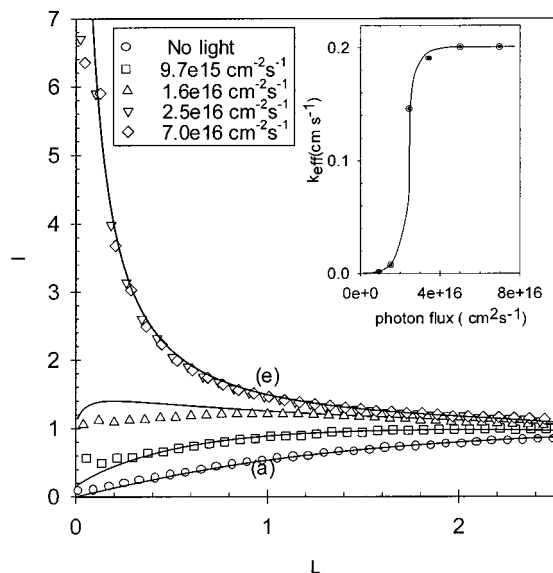 7
6
5
4
3
2
1
0
I
0
1
2
L
No light
9.7e15 cm⁻²s⁻¹
1.6e16 cm⁻²s⁻¹
2.5e16 cm⁻²s⁻¹
7.0e16 cm⁻²s⁻¹
(e)
(a)
0.2
0.1
0.0
k_eff(cm s⁻¹)
0e+0
4e+16
8e+16
photon flux ( cm²s⁻¹)